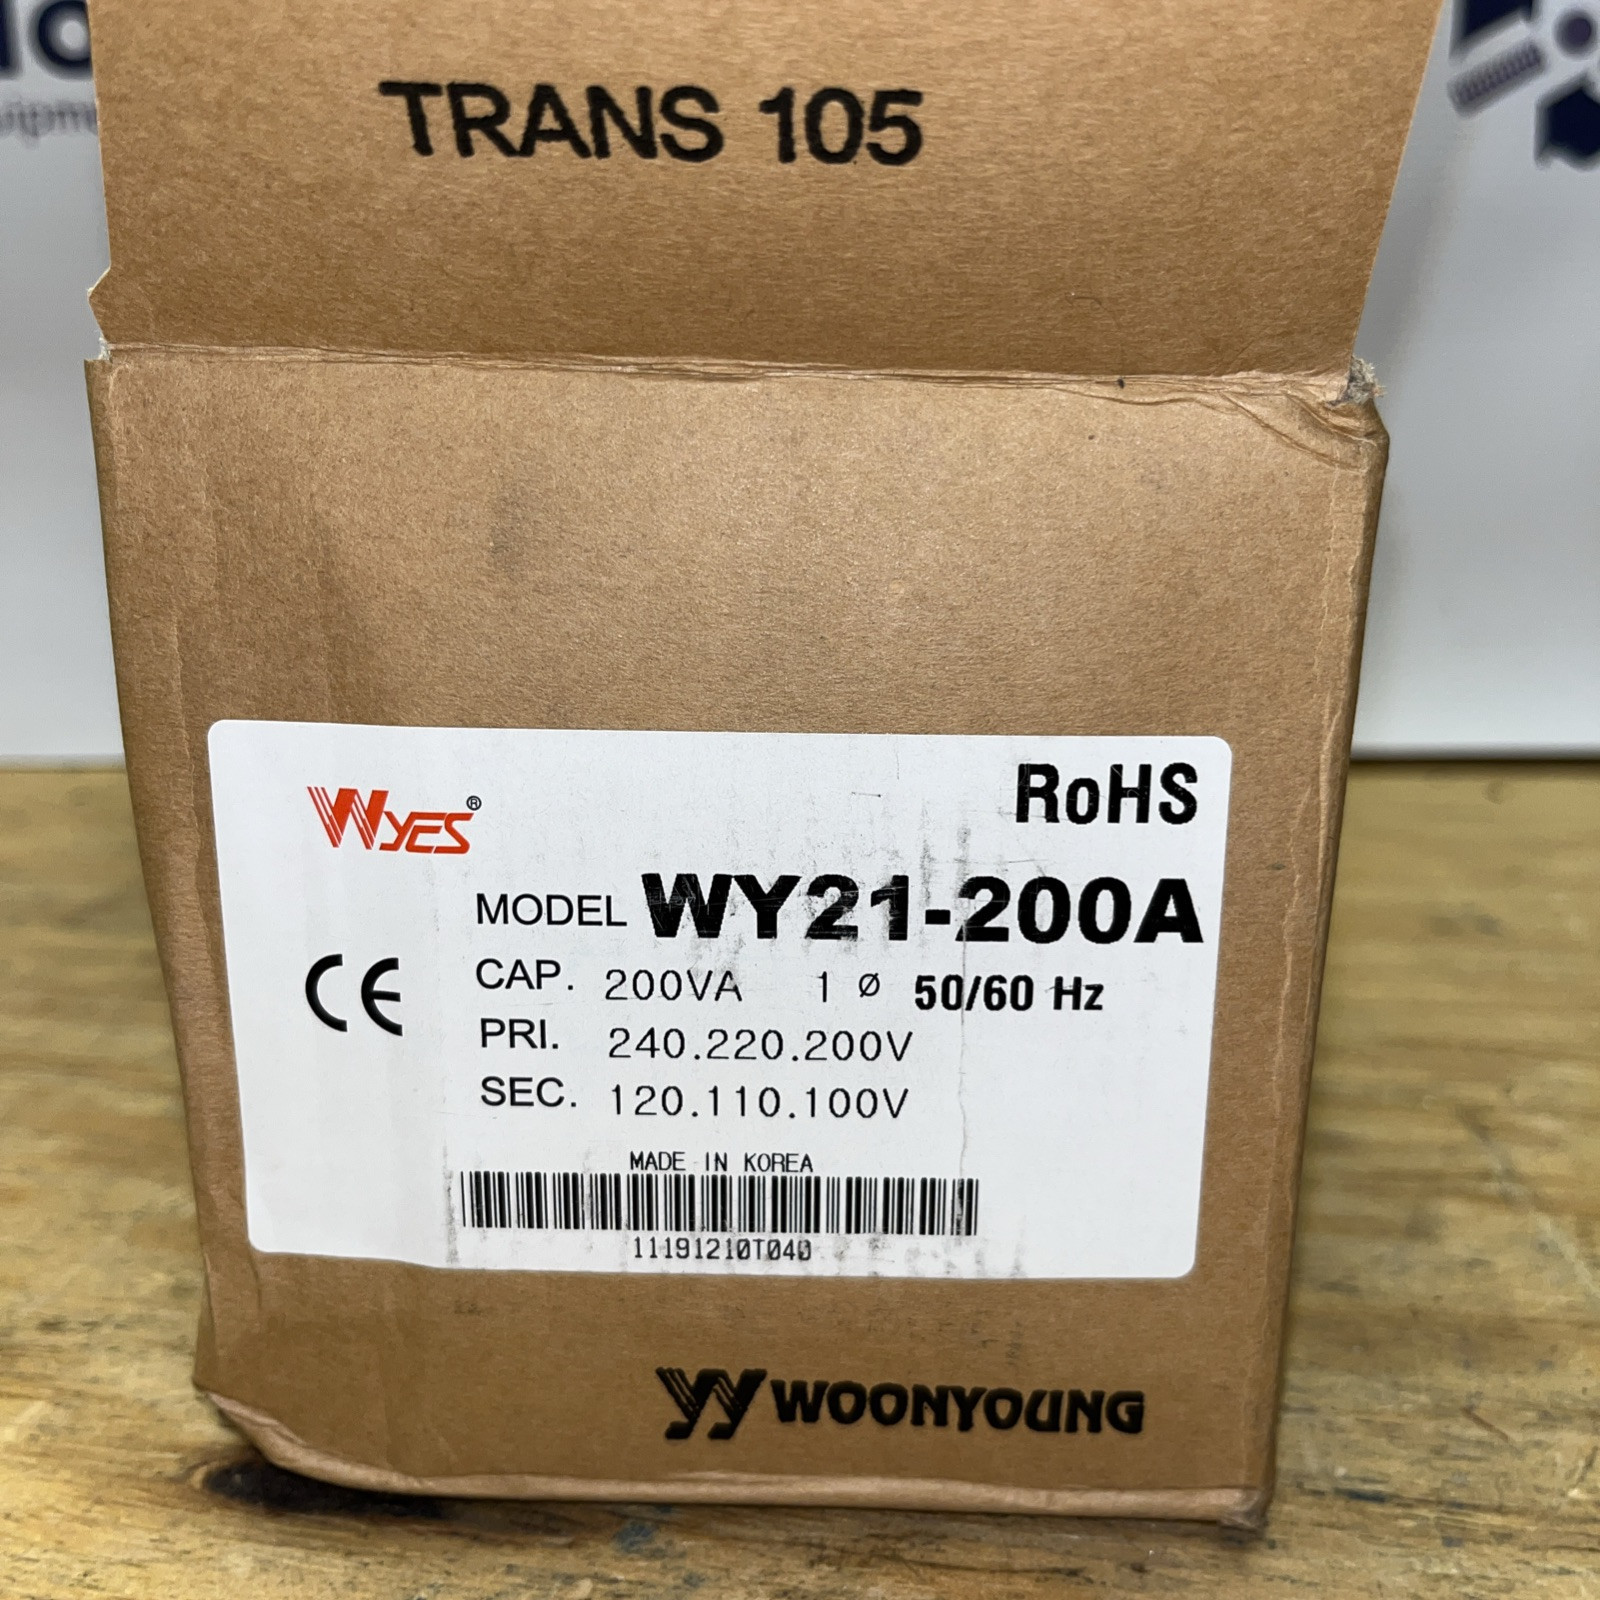 TRANS 105
WYES®
RoHS
MODEL WY21-200A
CE
CAP. 200VA 1 Ø 50/60 Hz
PRI. 240.220.200V
SEC. 120.110.100V
MADE IN KOREA
11191210T040
WOONYOUNG